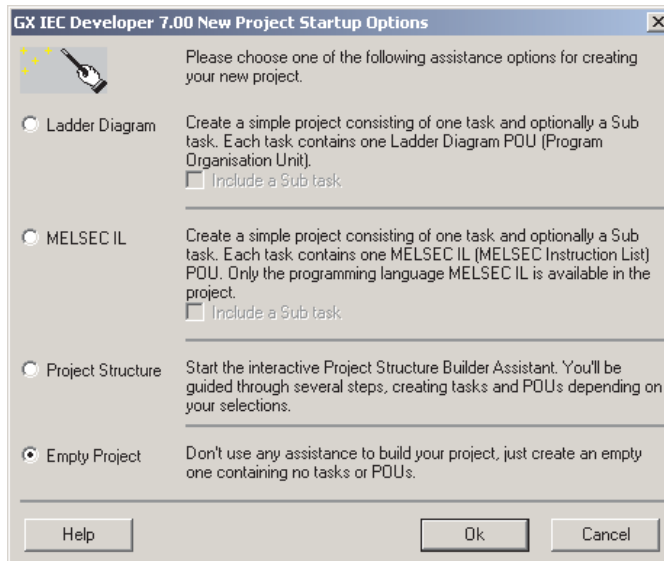 GX IEC Developer 7.00 New Project Startup Options
Please choose one of the following assistance options for creating
your new project.
Ladder Diagram
Create a simple project consisting of one task and optionally a Sub
task. Each task contains one Ladder Diagram POU (Program
Organisation Unit).
Include a Sub task
MELSEC IL
Create a simple project consisting of one task and optionally a Sub
task. Each task contains one MELSEC IL (MELSEC Instruction List)
POU. Only the programming language MELSEC IL is available in the
project.
Include a Sub task
Project Structure
Start the interactive Project Structure Builder Assistant. You'll be
guided through several steps, creating tasks and POUs depending on
your selections.
Empty Project
Don't use any assistance to build your project, just create an empty
one containing no tasks or POUs.
Help
Ok
Cancel